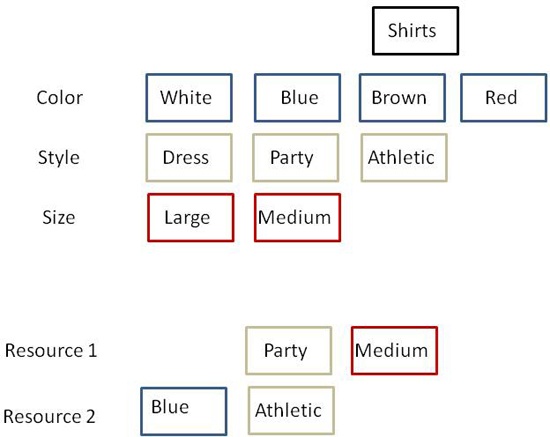 Shirts
Color White Blue Brown Red
Style Dress Party Athletic
Size Large Medium
Resource 1 Party Medium
Resource 2 Blue Athletic